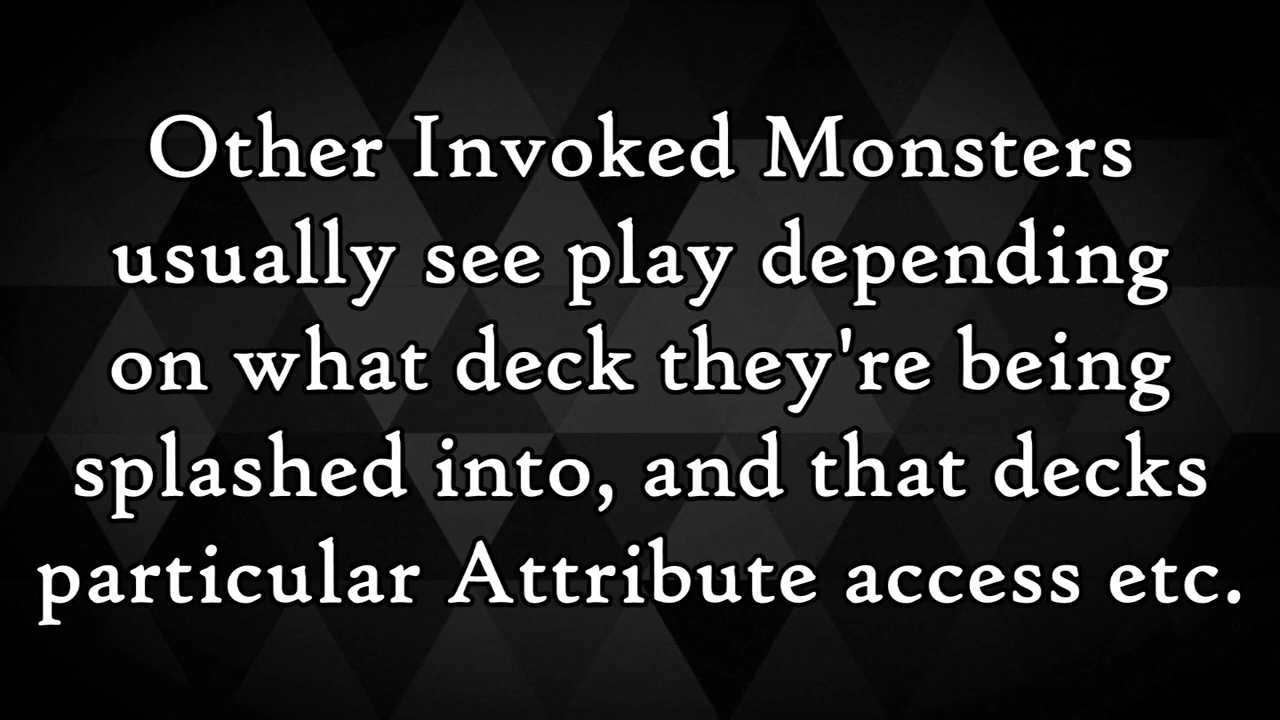 Other Invoked Monsters
usually see play depending
on what deck they're being
splashed into, and that decks
particular Attribute access etc.